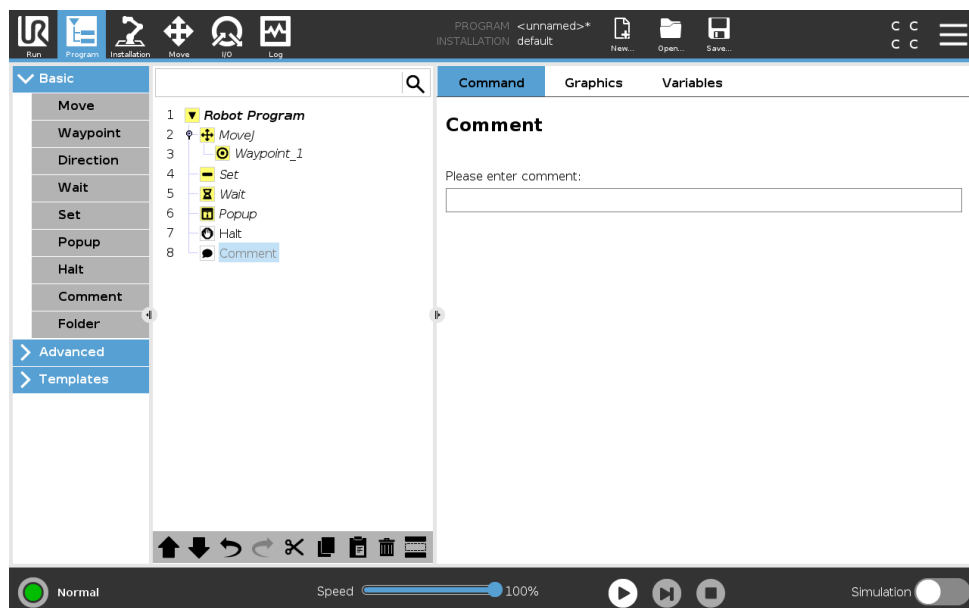 UR
Run
Program
Installation
Move
I/O
Log
PROGRAM <unnamed>*
INSTALLATION default
New...
Open...
Save...
C C
C C
Basic
Move
Waypoint
Direction
Wait
Set
Popup
Halt
Comment
Folder
Advanced
Templates
1 Robot Program
2 MoveJ
3 Waypoint_1
4 Set
5 Wait
6 Popup
7 Halt
8 Comment
Command Graphics Variables
Comment
Please enter comment:
Normal
Speed
100%
Simulation